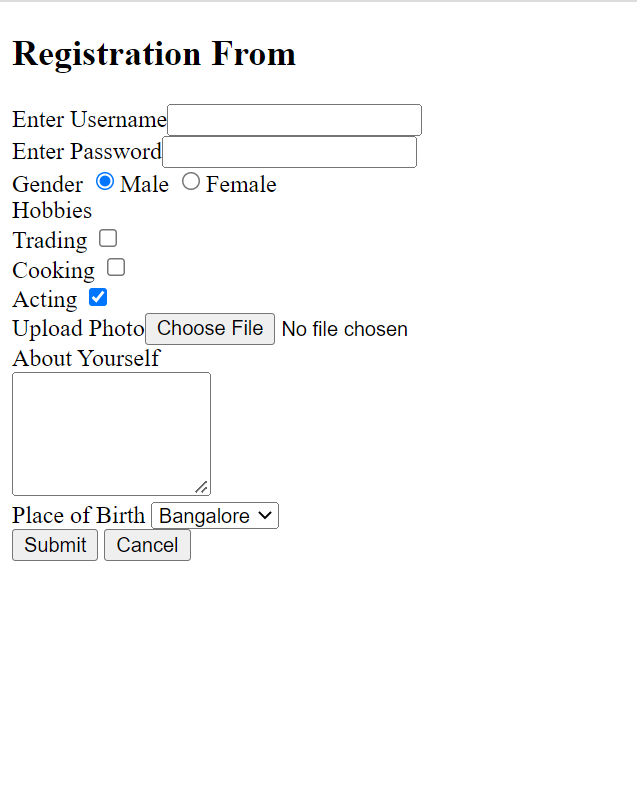 Registration From
Enter Username
Enter Password
Gender Male Female
Hobbies
Trading
Cooking
Acting
Upload Photo Choose File No file chosen
About Yourself
Place of Birth Bangalore
Submit Cancel